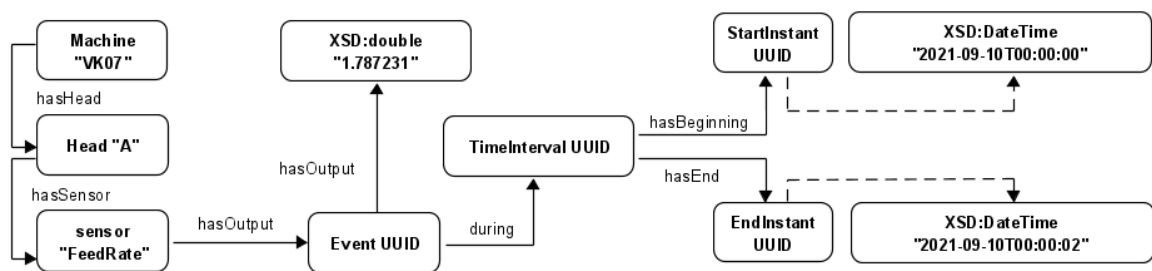 Machine
"VK07"
hasHead
Head "A"
hasSensor
sensor
"FeedRate"
hasOutput
XSD:double
"1.787231"
hasOutput
Event UUID
during
TimeInterval UUID
hasBeginning
hasEnd
StartInstant
UUID
XSD:DateTime
"2021-09-10T00:00:00"
EndInstant
UUID
XSD:DateTime
"2021-09-10T00:00:02"